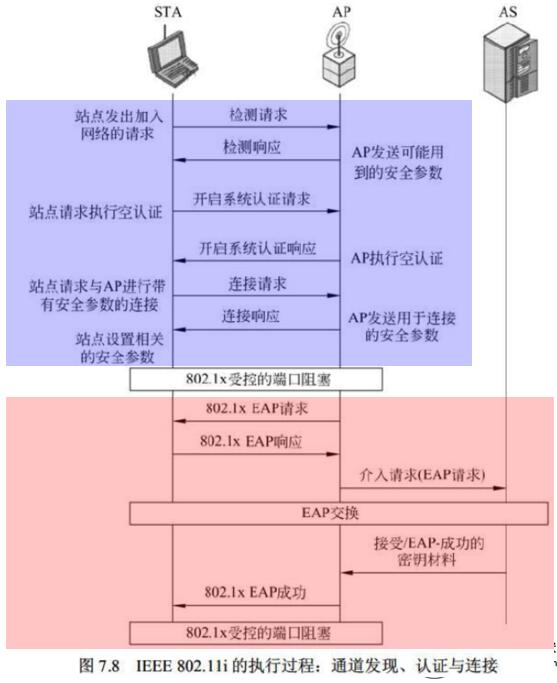 STA AP AS
站点发出加入
网络的请求
检测请求
检测响应
AP发送可能用
到的安全参数
站点请求执行空认证
开启系统认证请求
开启系统认证响应
AP执行空认证
站点请求与AP进行带
有安全参数的连接
连接请求
连接响应
AP发送用于连接
的安全参数
站点设置相关
的安全参数
802.1x受控的端口阻塞
802.1x EAP请求
802.1x EAP响应
介入请求(EAP请求)
EAP交换
接受/EAP-成功的
密钥材料
802.1x EAP成功
802.1x受控的端口阻塞
图 7.8 IEEE 802.11i 的执行过程：通道发现、认证与连接